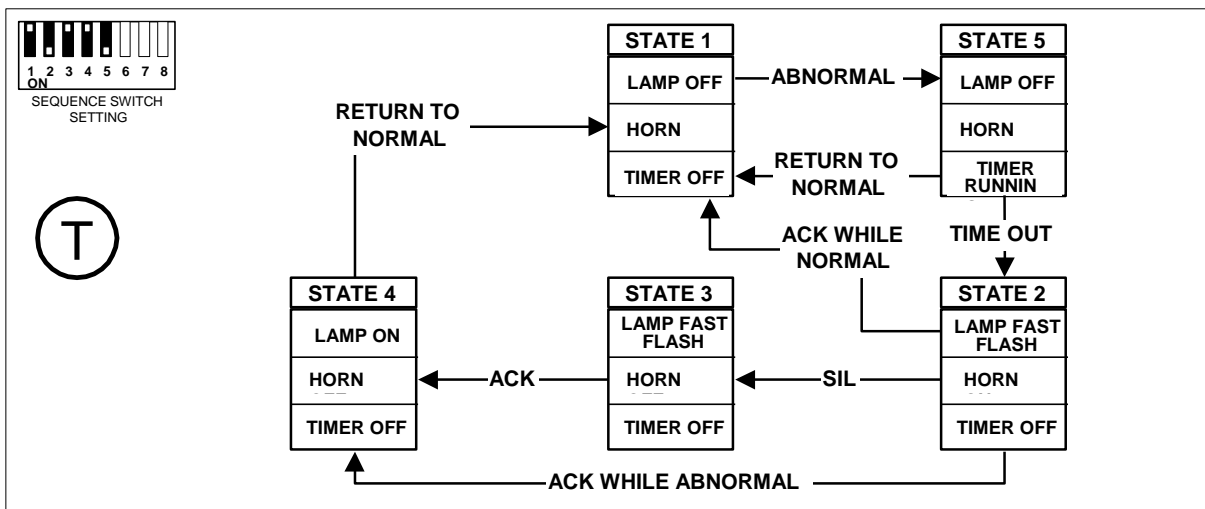 1 2 3 4 5 6 7 8
ON
SEQUENCE SWITCH
SETTING
T
STATE 1
LAMP OFF
HORN
TIMER OFF
ABNORMAL
STATE 5
LAMP OFF
HORN
TIMER
RUNNIN
RETURN TO
NORMAL
RETURN TO
NORMAL
ACK WHILE
NORMAL
TIME OUT
STATE 4
LAMP ON
HORN
TIMER OFF
ACK
STATE 3
LAMP FAST
FLASH
HORN
TIMER OFF
SIL
STATE 2
LAMP FAST
FLASH
HORN
TIMER OFF
ACK WHILE ABNORMAL